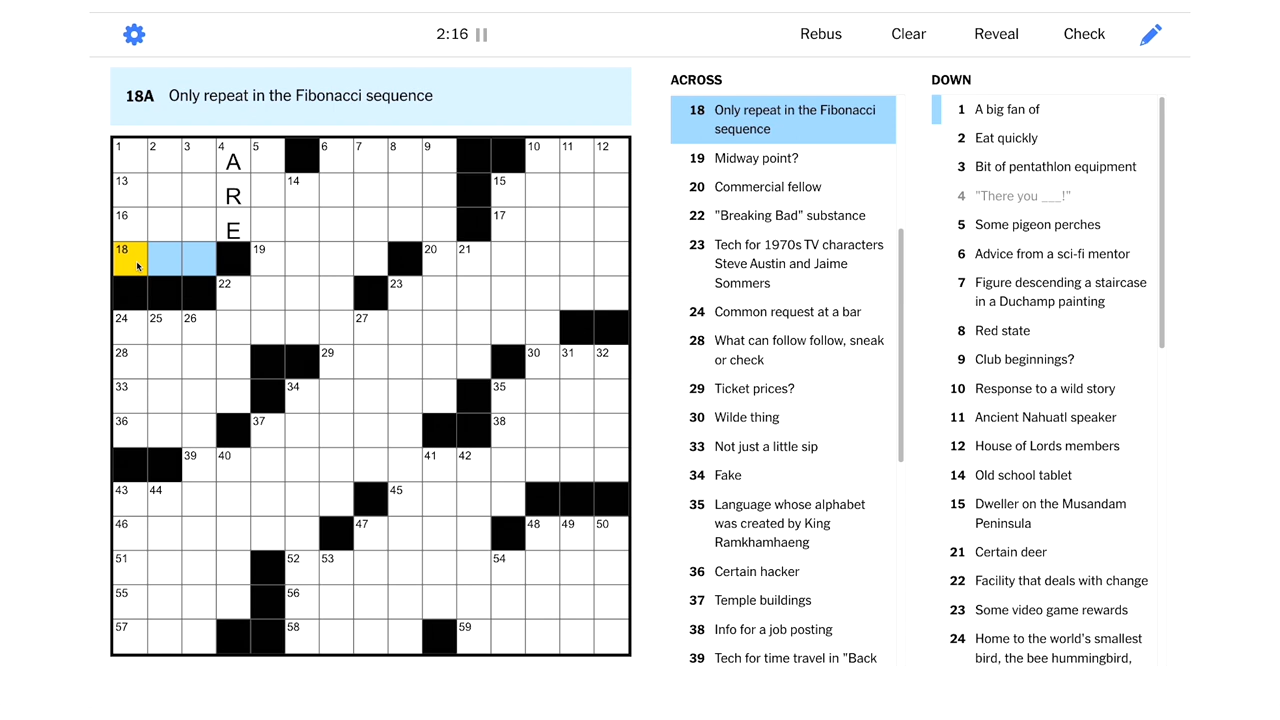 2:16
Rebus Clear Reveal Check
18A Only repeat in the Fibonacci sequence
1 2 3 4 5 6 7 8 9 10 11 12
A
13 14 15
R
16 17
E
18 19 20 21
22 23
24 25 26 27
28 29 30 31 32
33 34 35
36 37 38
39 40 41 42
43 44 45
46 47 48 49 50
51 52 53 54
55 56
57 58 59
ACROSS
18 Only repeat in the Fibonacci
sequence
19 Midway point?
20 Commercial fellow
22 "Breaking Bad" substance
23 Tech for 1970s TV characters
Steve Austin and Jaime
Sommers
24 Common request at a bar
28 What can follow follow, sneak
or check
29 Ticket prices?
30 Wilde thing
33 Not just a little sip
34 Fake
35 Language whose alphabet
was created by King
Ramkhamhaeng
36 Certain hacker
37 Temple buildings
38 Info for a job posting
39 Tech for time travel in "Back
DOWN
1 A big fan of
2 Eat quickly
3 Bit of pentathlon equipment
4 "There you ___!"
5 Some pigeon perches
6 Advice from a sci-fi mentor
7 Figure descending a staircase
in a Duchamp painting
8 Red state
9 Club beginnings?
10 Response to a wild story
11 Ancient Nahuatl speaker
12 House of Lords members
14 Old school tablet
15 Dweller on the Musandam
Peninsula
21 Certain deer
22 Facility that deals with change
23 Some video game rewards
24 Home to the world's smallest
bird, the bee hummingbird,